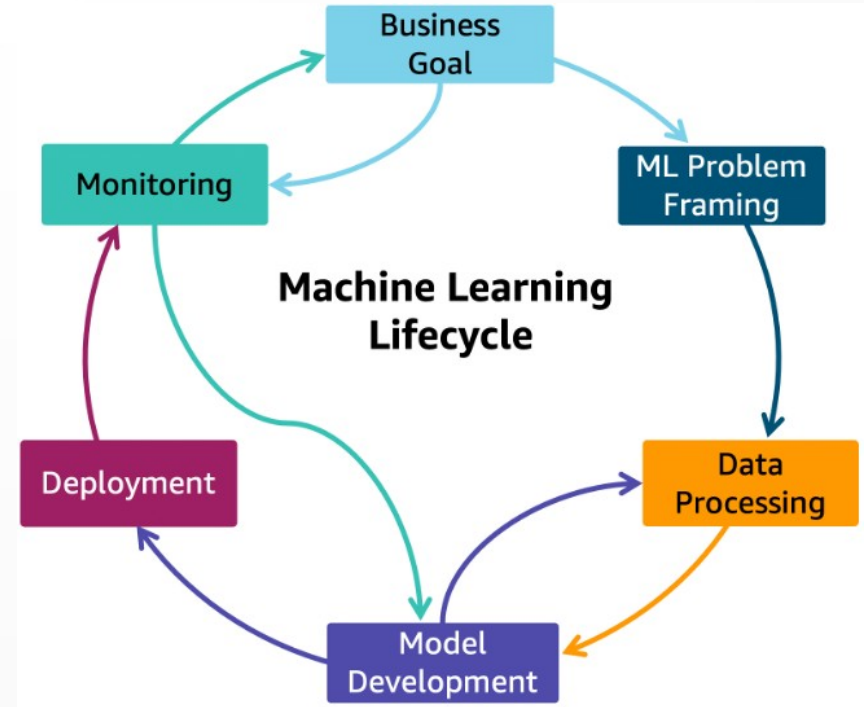 Business
Goal
Monitoring
ML Problem
Framing
Machine Learning
Lifecycle
Deployment
Data
Processing
Model
Development